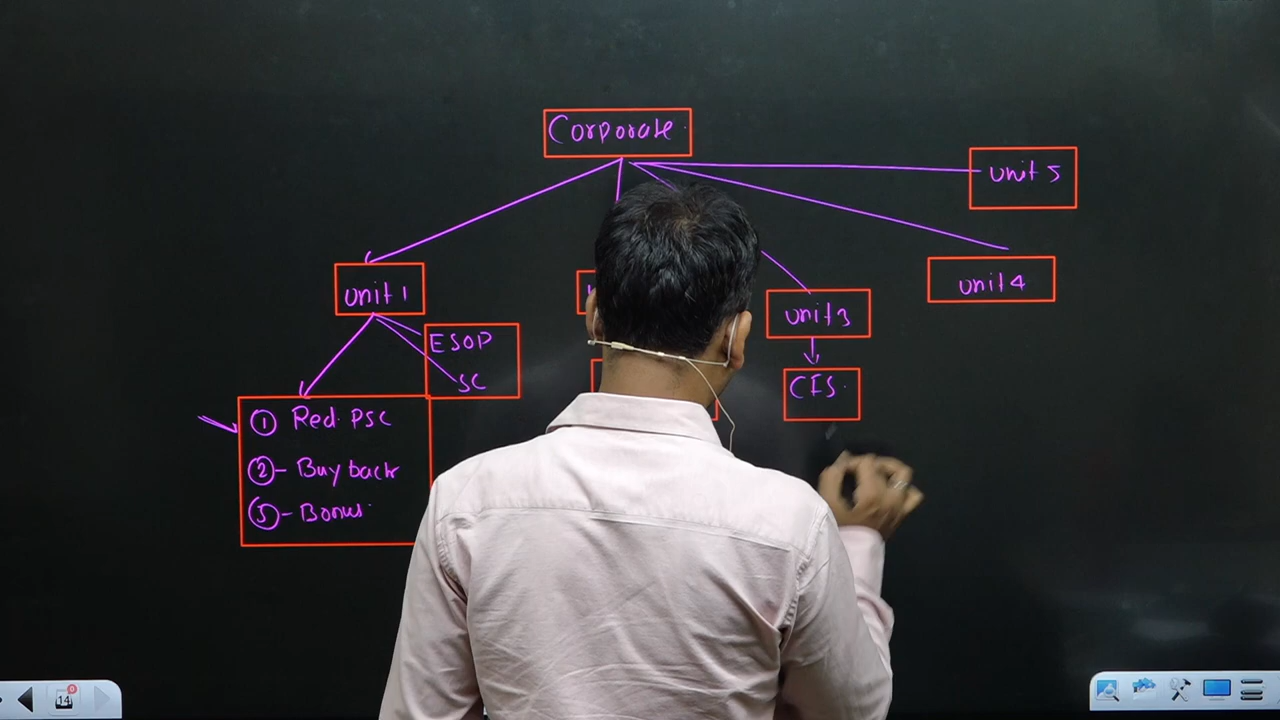 Corporate
unit 5
unit 1
unit 3
unit 4
ESOP
SC
CFS
① Red. PSC
②- Buy back
③- Bonus
14